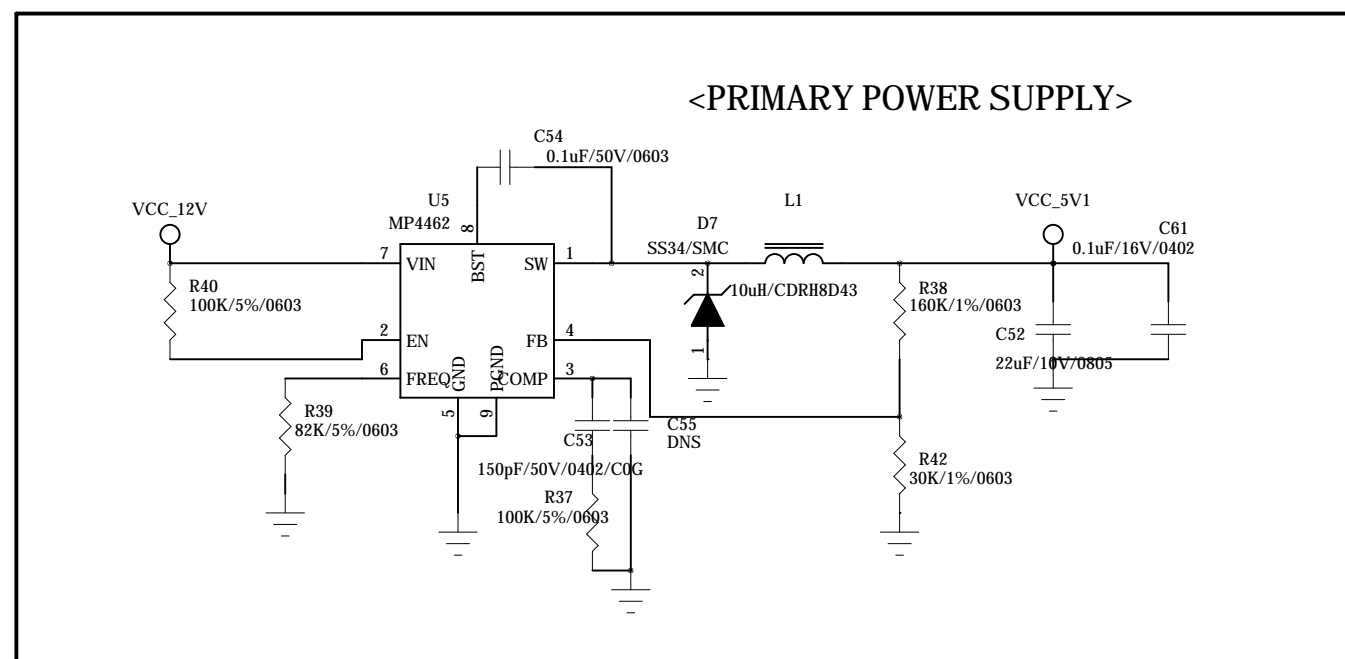 <PRIMARY POWER SUPPLY>
C54
0.1uF/50V/0603
U5
MP4462
VCC_12V
8
BST
7
VIN
SW
1
L1
D7
SS34/SMC
VCC_5V1
C61
0.1uF/16V/0402
R40
100K/5%/0603
2
10uH/CDRH8D43
R38
160K/1%/0603
2
EN
FB
4
1
C52
22uF/10V/0805
6
FREQ
GND
PGND
COMP
3
5
9
R39
82K/5%/0603
C53
C55
DNS
150pF/50V/0402/C0G
R37
100K/5%/0603
R42
30K/1%/0603